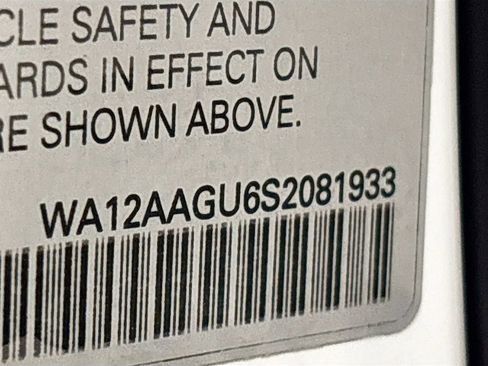 CLE SAFETY AND
ARDS IN EFFECT ON
RE SHOWN ABOVE.
WA12AAGU6S2081933